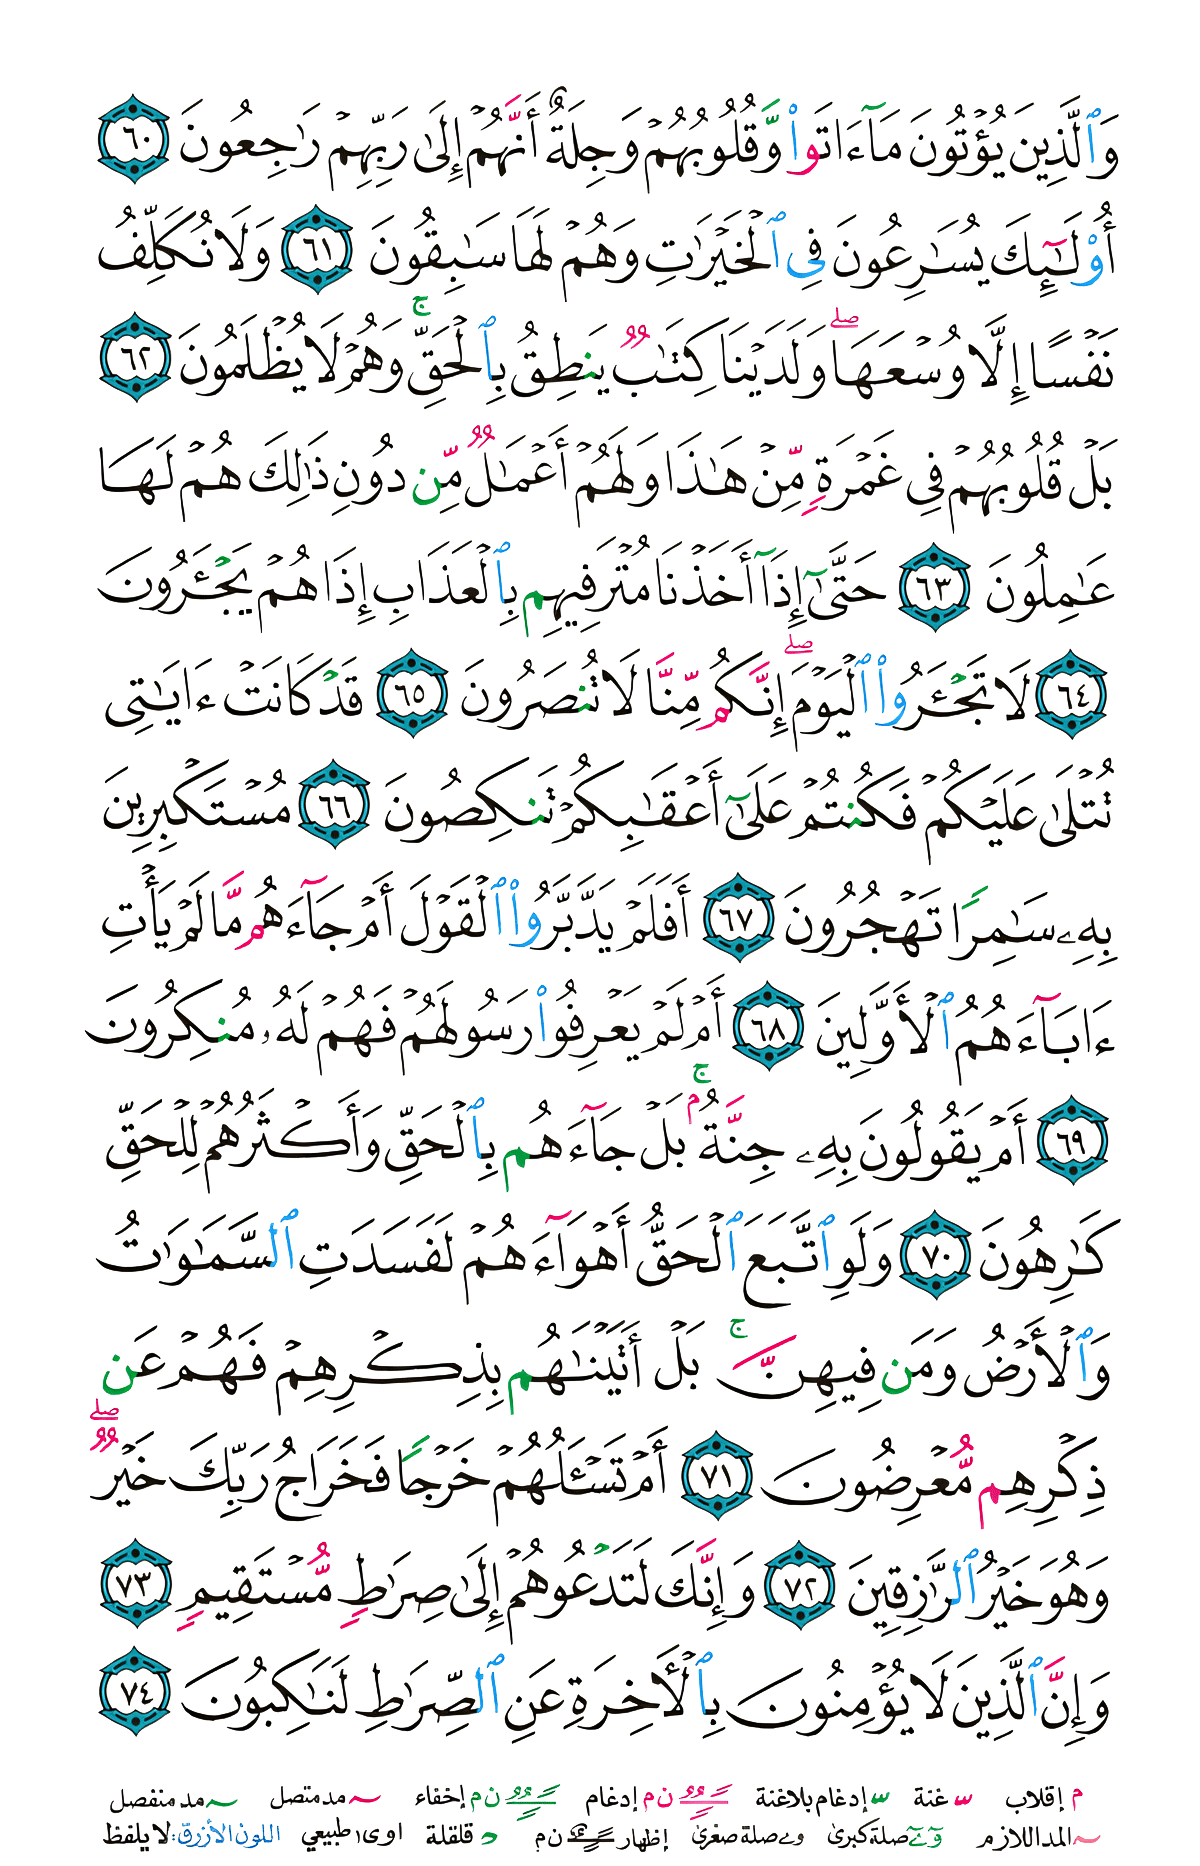 وَٱلَّذِينَ يُؤْتُونَ مَآ ءَاتَوا۟ وَّقُلُوبُهُمْ وَجِلَةٌ أَنَّهُمْ إِلَىٰ رَبِّهِمْ رَٰجِعُونَ ٦٠
أُو۟لَـٰٓئِكَ يُسَـٰرِعُونَ فِى ٱلْخَيْرَٰتِ وَهُمْ لَهَا سَـٰبِقُونَ ٦١ وَلَا نُكَلِّفُ
نَفْسًا إِلَّا وُسْعَهَا ۖ وَلَدَيْنَا كِتَـٰبٌ يَنطِقُ بِٱلْحَقِّ ۚ وَهُمْ لَا يُظْلَمُونَ ٦٢
بَلْ قُلُوبُهُمْ فِى غَمْرَةٍ مِّنْ هَـٰذَا وَلَهُمْ أَعْمَـٰلٌ مِّن دُونِ ذَٰلِكَ هُمْ لَهَا
عَـٰمِلُونَ ٦٣ حَتَّىٰٓ إِذَآ أَخَذْنَا مُتْرَفِيهِم بِٱلْعَذَابِ إِذَا هُمْ يَجْـَٔرُونَ
٦٤ لَا تَجْـَٔرُوا۟ ٱلْيَوْمَ ۖ إِنَّكُم مِّنَّا لَا تُنصَرُونَ ٦٥ قَدْ كَانَتْ ءَايَـٰتِى
تُتْلَىٰ عَلَيْكُمْ فَكُنتُمْ عَلَىٰٓ أَعْقَـٰبِكُمْ تَنكِصُونَ ٦٦ مُسْتَكْبِرِينَ
بِهِۦ سَـٰمِرًا تَهْجُرُونَ ٦٧ أَفَلَمْ يَدَّبَّرُوا۟ ٱلْقَوْلَ أَمْ جَآءَهُم مَّا لَمْ يَأْتِ
ءَابَآءَهُمُ ٱلْأَوَّلِينَ ٦٨ أَمْ لَمْ يَعْرِفُوا۟ رَسُولَهُمْ فَهُمْ لَهُۥ مُنكِرُونَ
٦٩ أَمْ يَقُولُونَ بِهِۦ جِنَّةٌۢ ۚ بَلْ جَآءَهُم بِٱلْحَقِّ وَأَكْثَرُهُمْ لِلْحَقِّ
كَـٰرِهُونَ ٧٠ وَلَوِ ٱتَّبَعَ ٱلْحَقُّ أَهْوَآءَهُمْ لَفَسَدَتِ ٱلسَّمَـٰوَٰتُ
وَٱلْأَرْضُ وَمَن فِيهِنَّ ۚ بَلْ أَتَيْنَـٰهُم بِذِكْرِهِمْ فَهُمْ عَن
ذِكْرِهِم مُّعْرِضُونَ ٧١ أَمْ تَسْـَٔلُهُمْ خَرْجًا فَخَرَاجُ رَبِّكَ خَيْرٌ ۖ
وَهُوَ خَيْرُ ٱلرَّٰزِقِينَ ٧٢ وَإِنَّكَ لَتَدْعُوهُمْ إِلَىٰ صِرَٰطٍ مُّسْتَقِيمٍ ٧٣
وَإِنَّ ٱلَّذِينَ لَا يُؤْمِنُونَ بِٱلْـَٔاخِرَةِ عَنِ ٱلصِّرَٰطِ لَنَـٰكِبُونَ ٧٤
م إقلاب غنة إدغام بلاغنة ن م إدغام ن م إخفاء مد متصل مد منفصل
المد اللازم صلة كبرى وے صلة صغرى إظهار ن م قلقلة اوى طبيعي اللون الأزرق: لا يلفظ